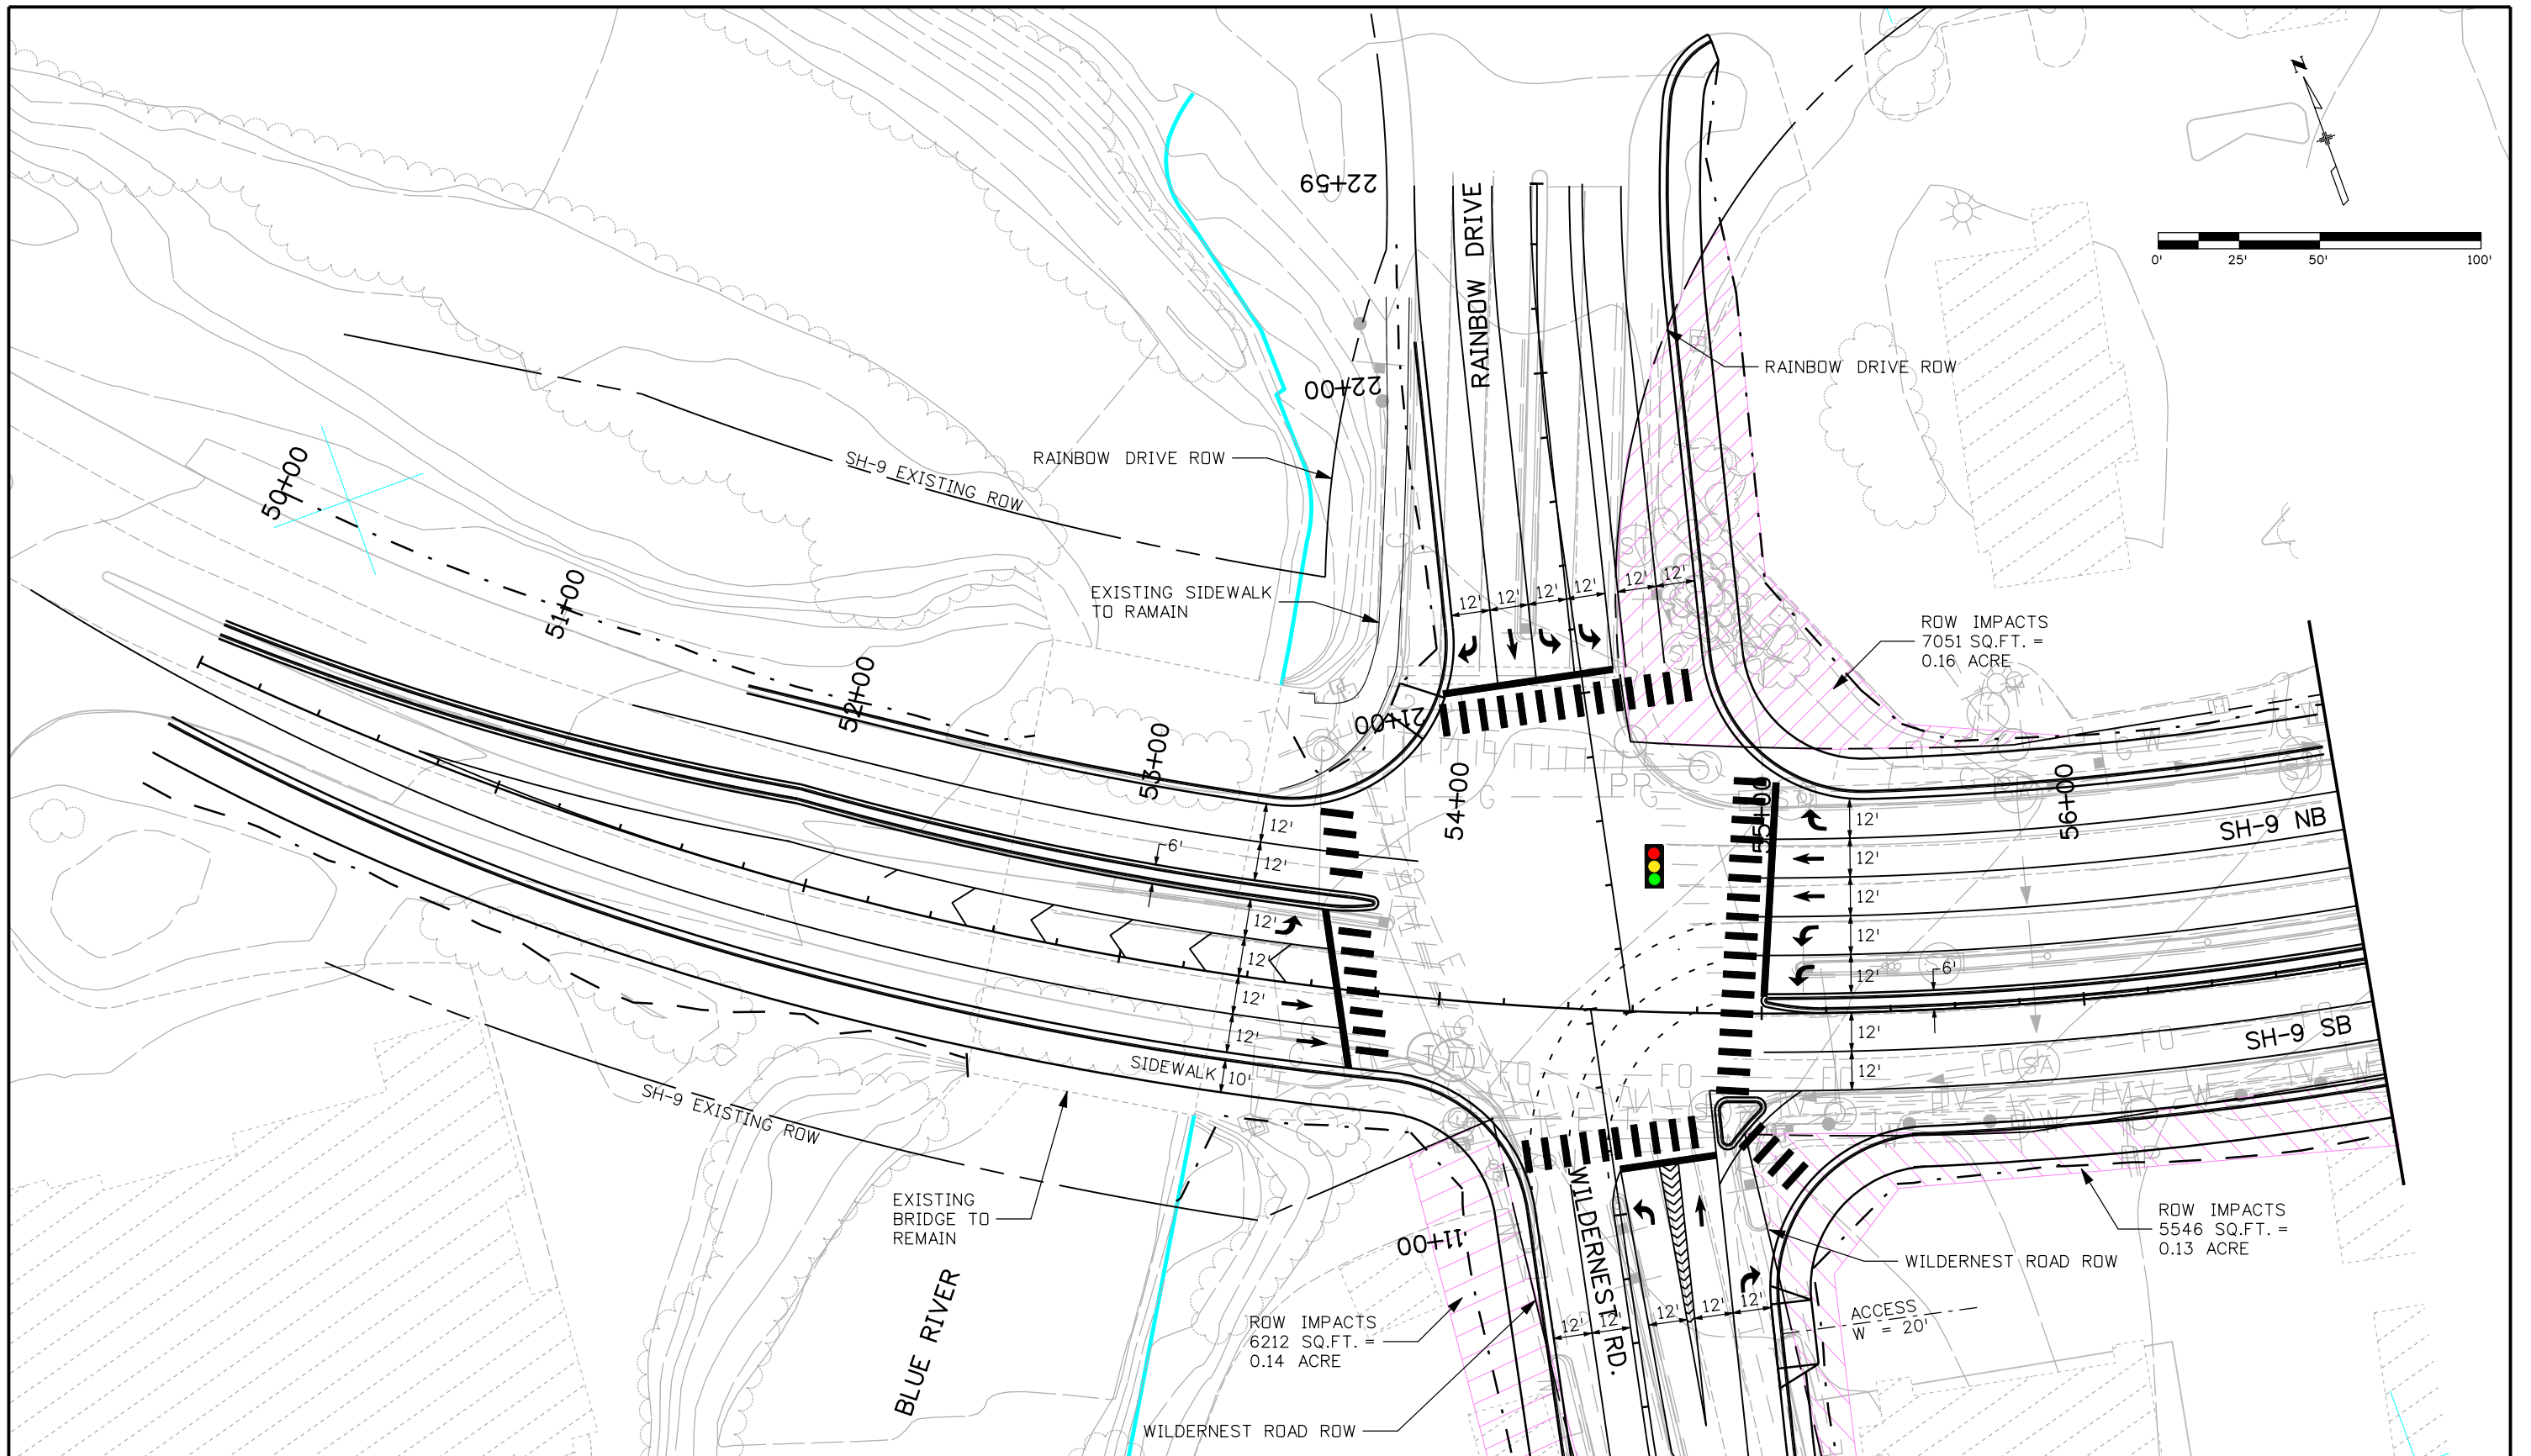 N
0' 25' 50' 100'
22+59
RAINBOW DRIVE
22+00
RAINBOW DRIVE ROW
RAINBOW DRIVE ROW
SH-9 EXISTING ROW
50+00
51+00
52+00
53+00
54+00
55+00
56+00
21+00
EXISTING SIDEWALK
TO RAMAIN
12' 12' 12' 12' 12' 12'
ROW IMPACTS
7051 SQ.FT. =
0.16 ACRE
SH-9 NB
SH-9 SB
12'
12'
6'
12'
12'
12'
12'
12'
12'
12'
12'
12'
6'
12'
12'
SIDEWALK
10'
SH-9 EXISTING ROW
EXISTING
BRIDGE TO
REMAIN
BLUE RIVER
11+00
WILDERNEST RD.
ROW IMPACTS
6212 SQ.FT. =
0.14 ACRE
WILDERNEST ROAD ROW
12' 12' 12' 12' 12'
ACCESS
W = 20'
WILDERNEST ROAD ROW
ROW IMPACTS
5546 SQ.FT. =
0.13 ACRE